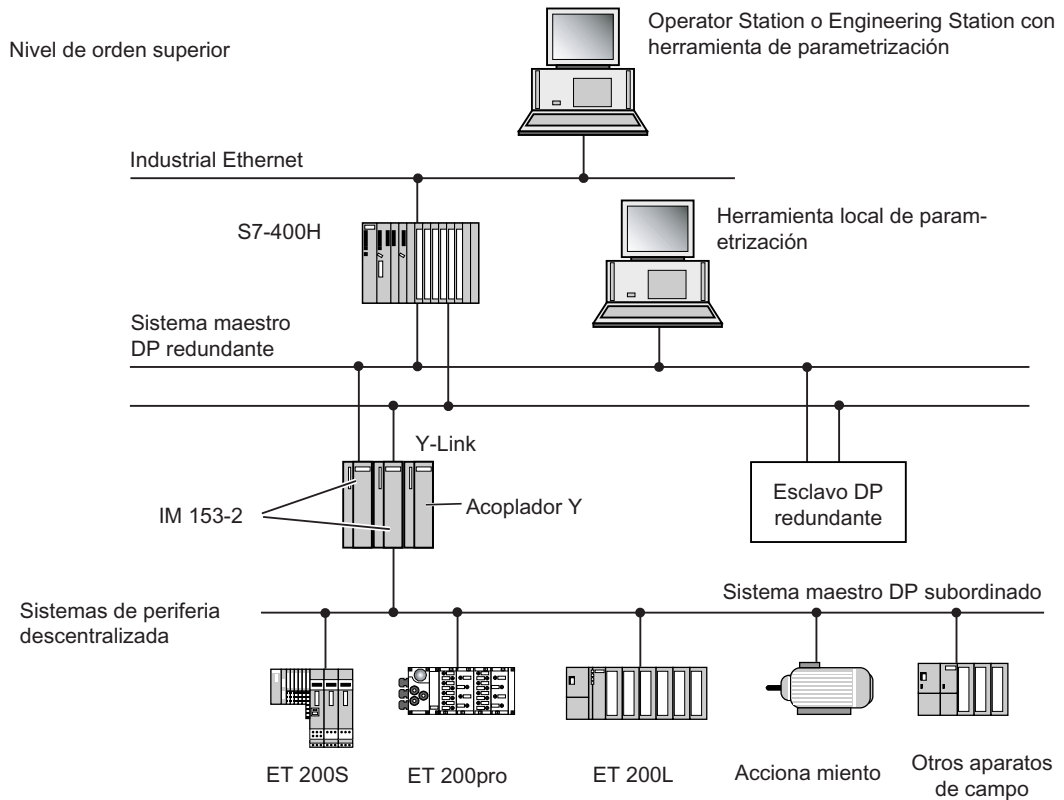 Nivel de orden superior
Operator Station o Engineering Station con
herramienta de parametrización
Industrial Ethernet
S7-400H
Herramienta local de param-
etrización
Sistema maestro
DP redundante
Y-Link
IM 153-2
Acoplador Y
Esclavo DP
redundante
Sistemas de periferia
descentralizada
Sistema maestro DP subordinado
ET 200S
ET 200pro
ET 200L
Acciona miento
Otros aparatos
de campo